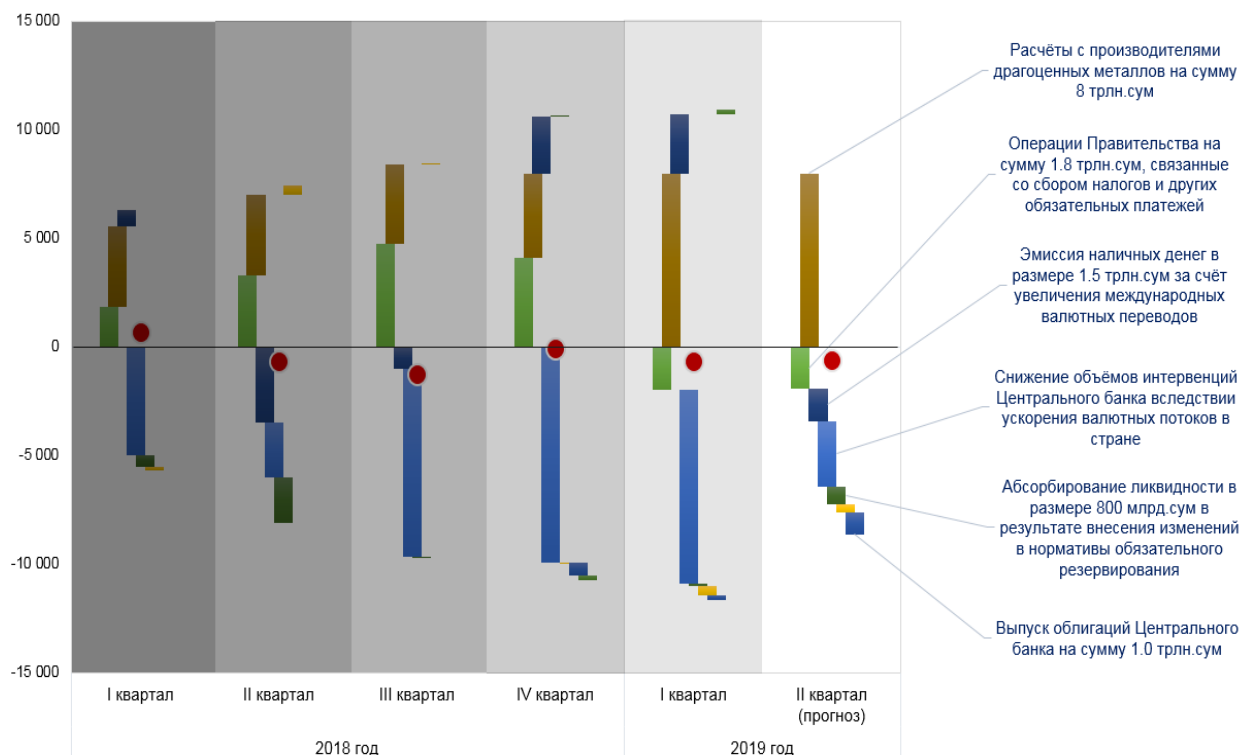 15 000
10 000
5 000
0
-5 000
-10 000
-15 000
I квартал
II квартал
III квартал
IV квартал
I квартал
II квартал
(прогноз)
2018 год
2019 год
Расчёты с производителями
драгоценных металлов на сумму
8 трлн.сум
Операции Правительства на
сумму 1.8 трлн.сум, связанные
со сбором налогов и других
обязательных платежей
Эмиссия наличных денег в
размере 1.5 трлн.сум за счёт
увеличения международных
валютных переводов
Снижение объёмов интервенций
Центрального банка вследствии
ускорения валютных потоков в
стране
Абсорбирование ликвидности в
размере 800 млрд.сум в
результате внесения изменений
в нормативы обязательного
резервирования
Выпуск облигаций Центрального
банка на сумму 1.0 трлн.сум